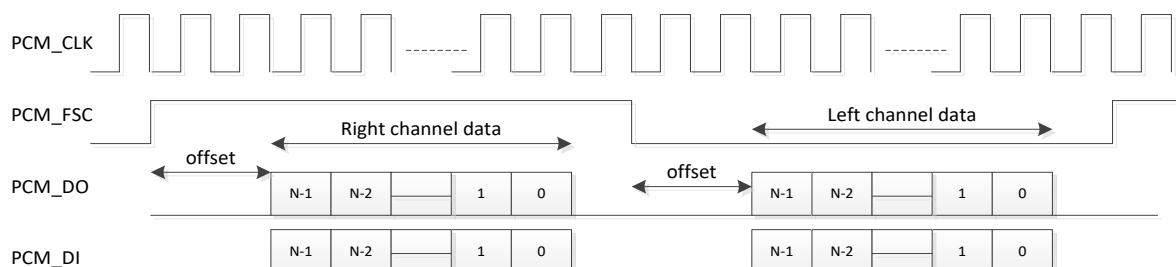 PCM_CLK
PCM_FSC
Right channel data
Left channel data
offset
offset
PCM_DO
N-1 N-2 1 0
N-1 N-2 1 0
PCM_DI
N-1 N-2 1 0
N-1 N-2 1 0